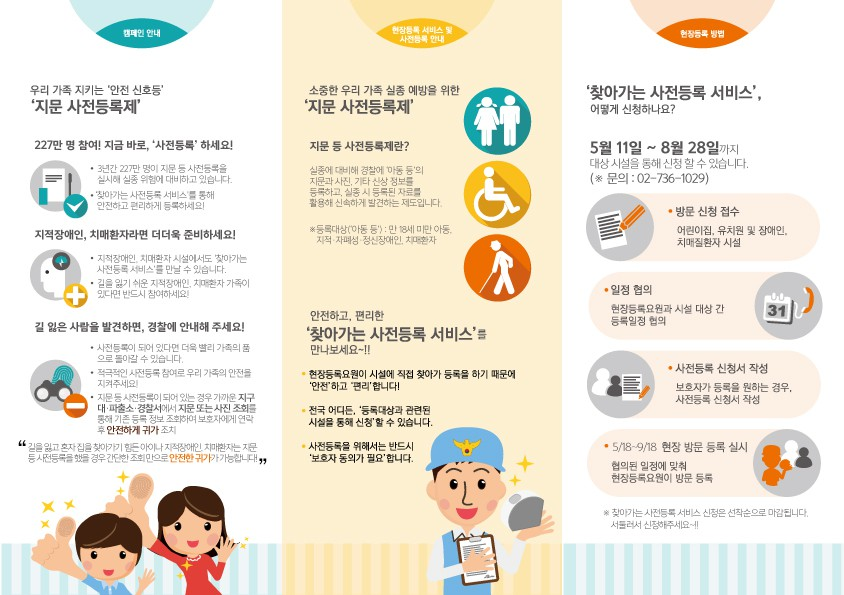 캠페인 안내
우리 가족 지키는 '안전 신호등'
'지문 사전등록제'
227만 명 참여! 지금 바로, '사전등록' 하세요!
• 3년간 227만 명이 지문 등 사전등록을
실시해 실종 위험에 대비하고 있습니다.
• '찾아가는 사전등록 서비스'를 통해
안전하고 편리하게 등록하세요!
지적장애인, 치매환자라면 더더욱 준비하세요!
• 지적장애인, 치매환자 시설에서도 '찾아가는
사전등록 서비스'를 만날 수 있습니다.
• 길을 잃기 쉬운 지적장애인, 치매환자 가족이
있다면 반드시 참여하세요!
길 잃은 사람을 발견하면, 경찰에 안내해 주세요!
• 사전등록이 되어 있다면 더욱 빨리 가족의 품
으로 돌아갈 수 있습니다.
• 적극적인 사전등록 참여로 우리 가족의 안전을
지켜주세요!
• 지문 등 사전등록이 되어 있는 경우 가까운 지구
대·파출소·경찰서에서 지문 또는 사진 조회를
통해 기존 등록 정보 조회하여 보호자에게 연락
후 안전하게 귀가 조치
“길을 잃고 혼자 집을 찾아가기 힘든 아이나 지적장애인, 치매환자는 지문
등 사전등록을 했을 경우 간단한 조회 만으로 안전한 귀가가 가능합니다.”
현장등록 서비스 및
사전등록 안내
소중한 우리 가족 실종 예방을 위한
'지문 사전등록제'
지문 등 사전등록제란?
실종에 대비해 경찰에 '아동 등'의
지문과 사진, 기타 신상 정보를
등록하고, 실종 시 등록된 자료를
활용해 신속하게 발견하는 제도입니다.
※등록대상('아동 등') : 만 18세 미만 아동,
지적·자폐성·정신장애인, 치매환자
안전하고, 편리한
'찾아가는 사전등록 서비스'를
만나보세요~!!
• 현장등록요원이 시설에 직접 찾아가 등록을 하기 때문에
'안전'하고 '편리'합니다!
• 전국 어디든, '등록대상과 관련된
시설을 통해 신청'할 수 있습니다.
• 사전등록을 위해서는 반드시
'보호자 동의가 필요'합니다.
현장등록 방법
'찾아가는 사전등록 서비스',
어떻게 신청하나요?
5월 11일 ~ 8월 28일까지
대상 시설을 통해 신청 할 수 있습니다.
(※ 문의 : 02-736-1029)
• 방문 신청 접수
어린이집, 유치원 및 장애인,
치매질환자 시설
• 일정 협의
현장등록요원과 시설 대상 간
등록일정 협의
31
• 사전등록 신청서 작성
보호자가 등록을 원하는 경우,
사전등록 신청서 작성
• 5/18~9/18 현장 방문 등록 실시
협의된 일정에 맞춰
현장등록요원이 방문 등록
※ 찾아가는 사전등록 서비스 신청은 선착순으로 마감됩니다.
서둘러서 신청해주세요~!!